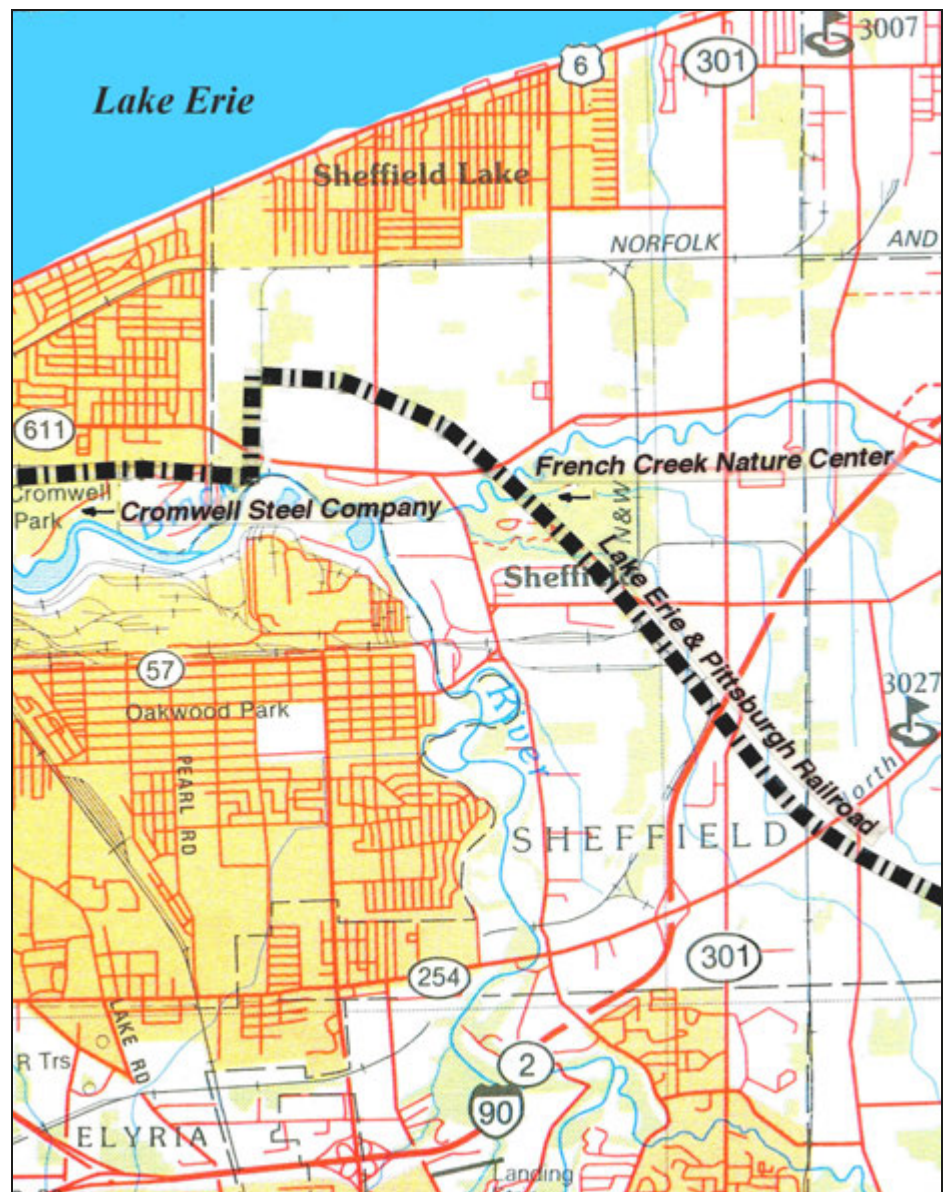 3007
301
6
Lake Erie
Sheffield Lake
NORFOLK
AND
611
French Creek Nature Center
Cromwell
Park
Cromwell Steel Company
N&W
Lake Erie & Pittsburgh Railroad
57
3027
Oakwood Park
River
PEARL RD
SHEFFIELD
301
254
LAKE RD
R Trs
2
90
ELYRIA
Landing